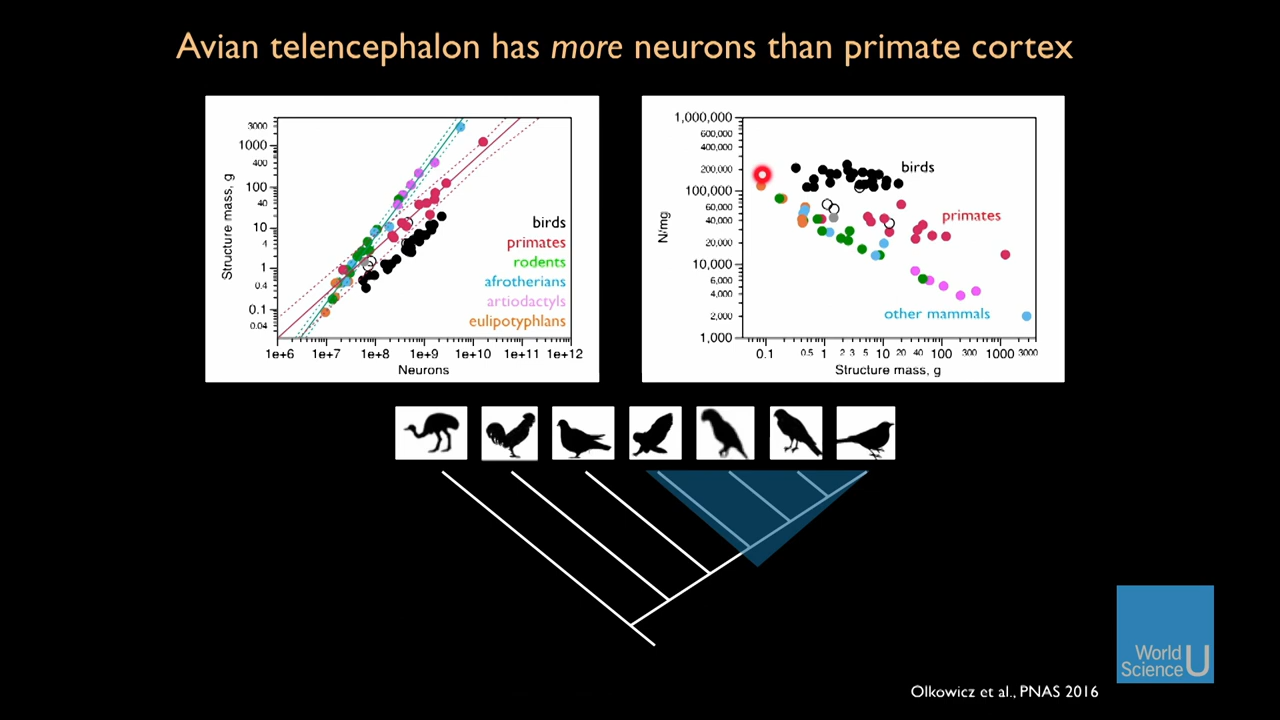 Avian telencephalon has more neurons than primate cortex
3000
1000
400
100
40
10
4
1
0.4
0.1
0.04
Structure mass, g
birds
primates
rodents
afrotherians
artiodactyls
eulipotyphlans
1e+6 1e+7 1e+8 1e+9 1e+10 1e+11 1e+12
Neurons
1,000,000
600,000
400,000
200,000
100,000
60,000
40,000
20,000
10,000
6,000
4,000
2,000
1,000
N/mg
birds
primates
other mammals
0.1 0.5 1 2 3 5 10 20 40 100 300 1000 3000
Structure mass, g
World
Science U
Olkowicz et al., PNAS 2016